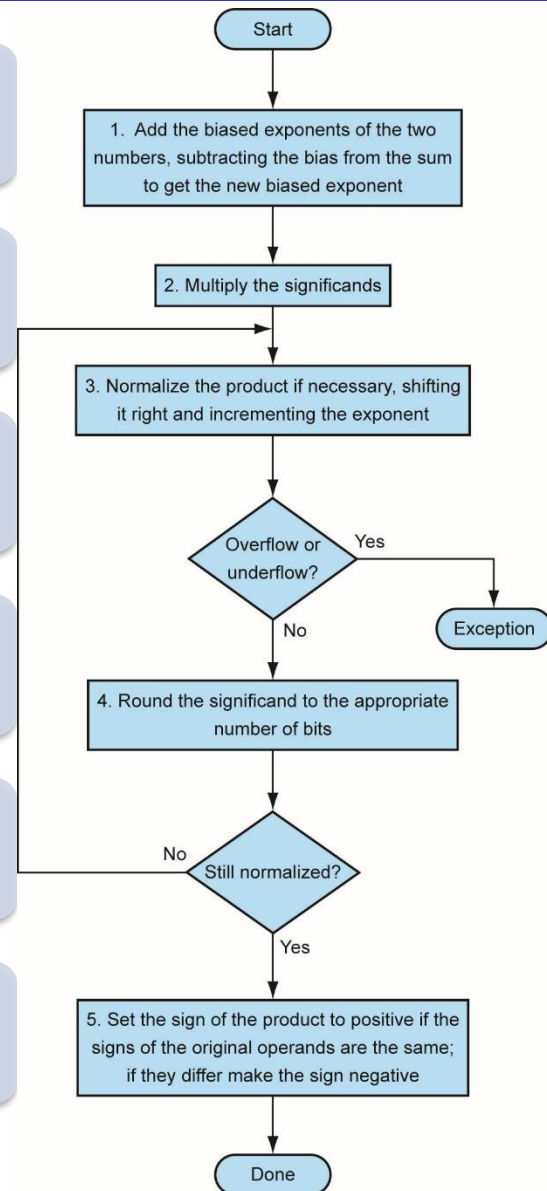 Start
1. Add the biased exponents of the two
numbers, subtracting the bias from the sum
to get the new biased exponent
2. Multiply the significands
3. Normalize the product if necessary, shifting
it right and incrementing the exponent
Overflow or
underflow?
Yes
No
Exception
4. Round the significand to the appropriate
number of bits
No
Still normalized?
Yes
5. Set the sign of the product to positive if the
signs of the original operands are the same;
if they differ make the sign negative
Done